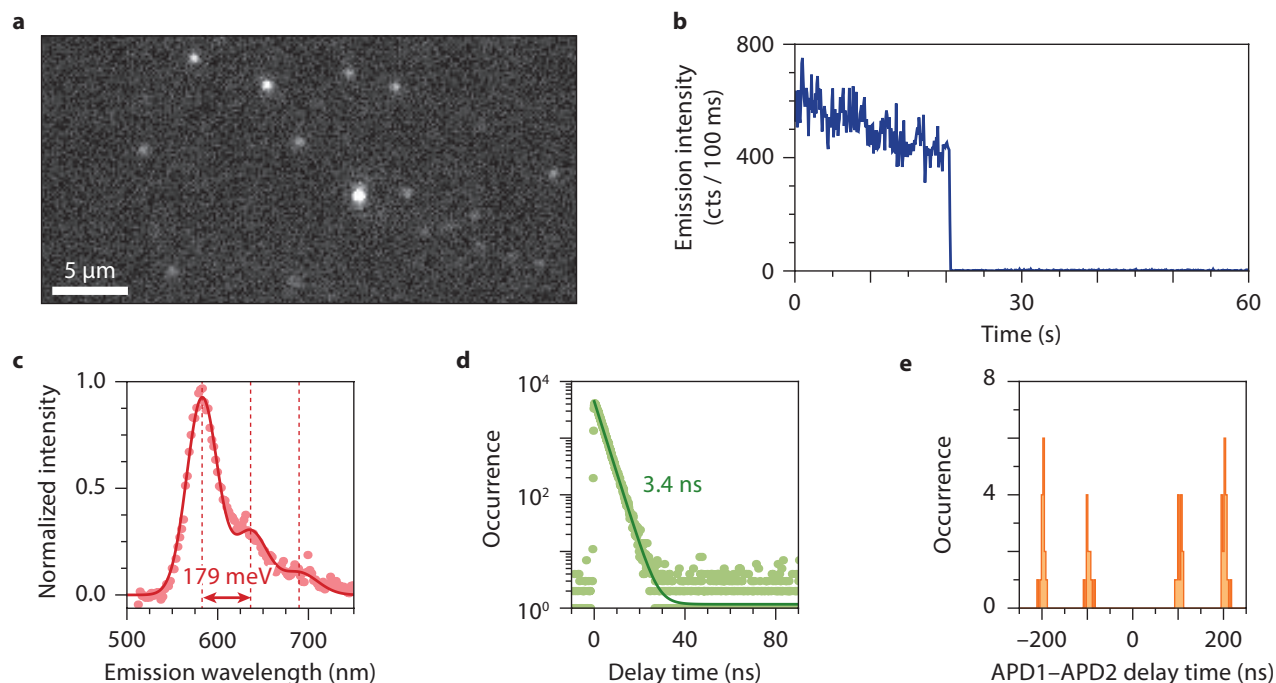 a
5 µm
b
Emission intensity
(cts / 100 ms)
800
400
0
0
30
60
Time (s)
c
Normalized intensity
1.0
0.5
0.0
179 meV
500
600
700
Emission wavelength (nm)
d
Occurrence
10⁴
10²
10⁰
3.4 ns
0
40
80
Delay time (ns)
e
Occurrence
8
4
0
−200
−100
0
100
200
APD1–APD2 delay time (ns)